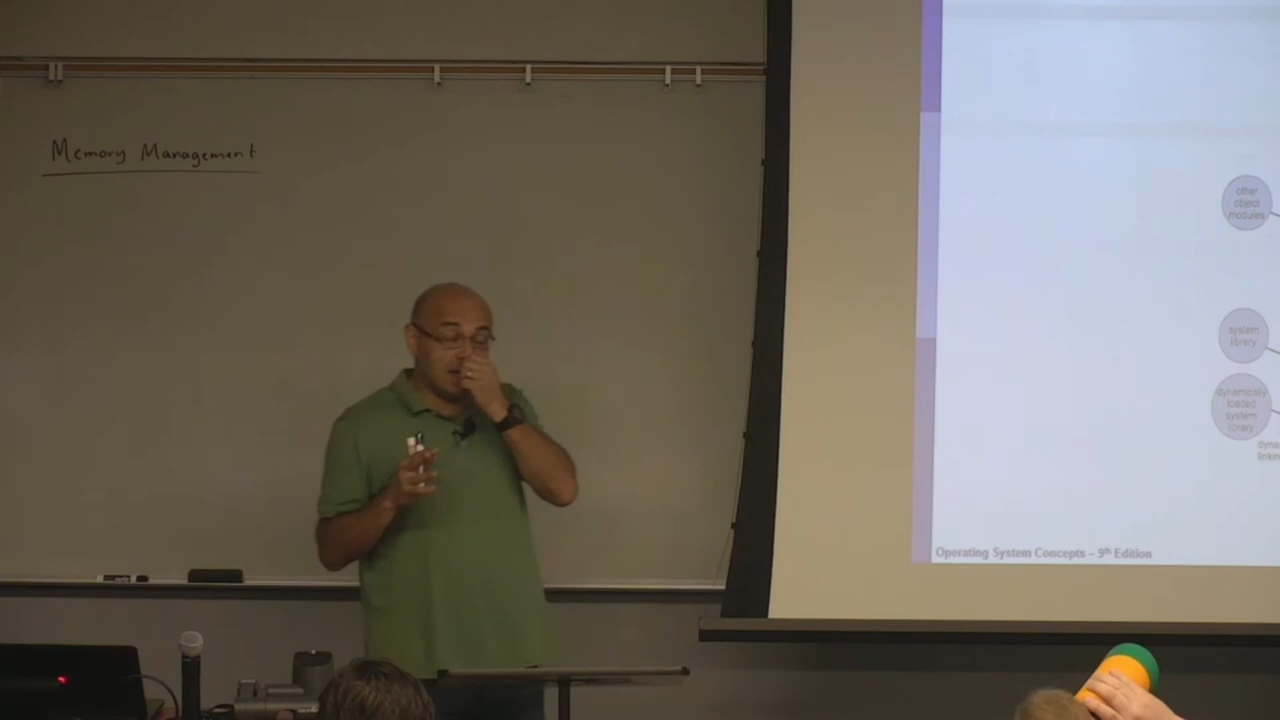 Memory Management
other
object
modules
system
library
dynamically
loaded
system
library
Operating System Concepts – 9th Edition